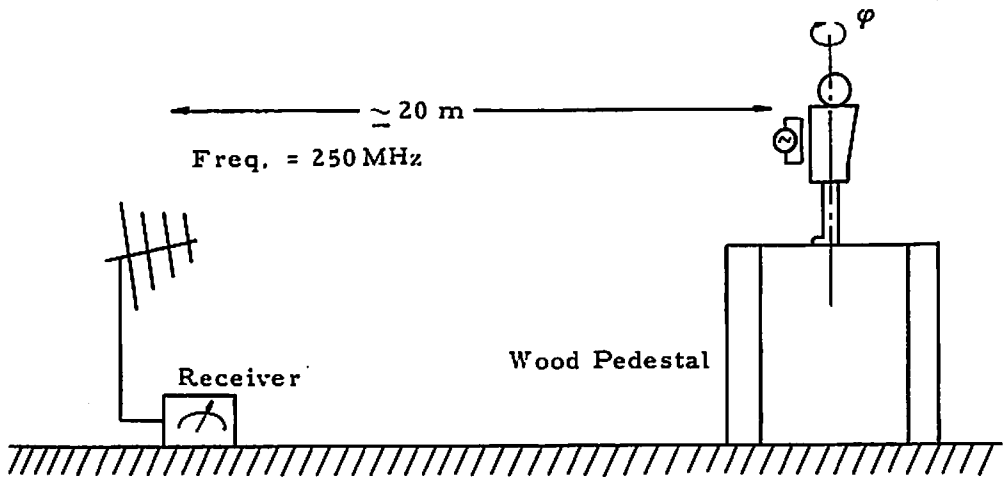 φ
≃ 20 m
Freq. = 250 MHz
Wood Pedestal
Receiver